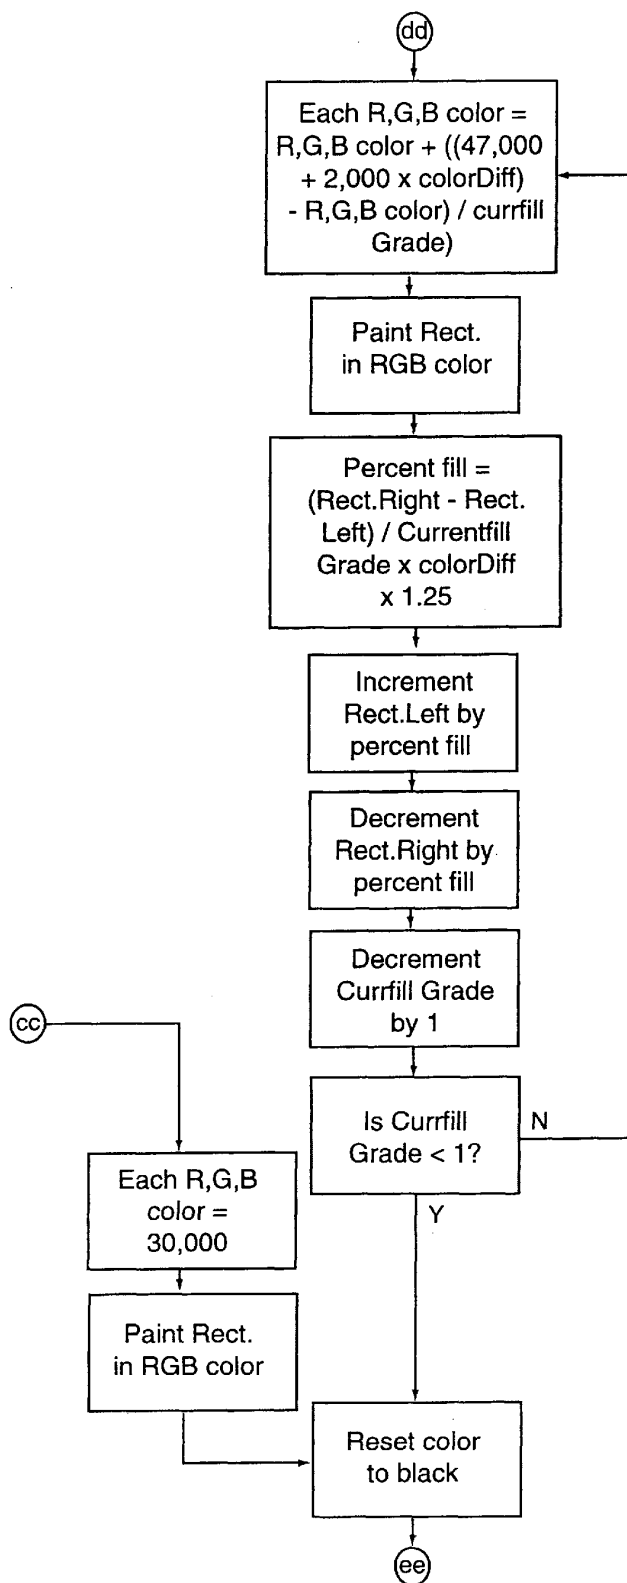 dd
Each R,G,B color =
R,G,B color + ((47,000
+ 2,000 x colorDiff)
- R,G,B color) / currfill
Grade)
Paint Rect.
in RGB color
Percent fill =
(Rect.Right - Rect.
Left) / Currentfill
Grade x colorDiff
x 1.25
Increment
Rect.Left by
percent fill
Decrement
Rect.Right by
percent fill
Decrement
Currfill Grade
by 1
Is Currfill
Grade < 1?
N
Y
cc
Each R,G,B
color =
30,000
Paint Rect.
in RGB color
Reset color
to black
ee